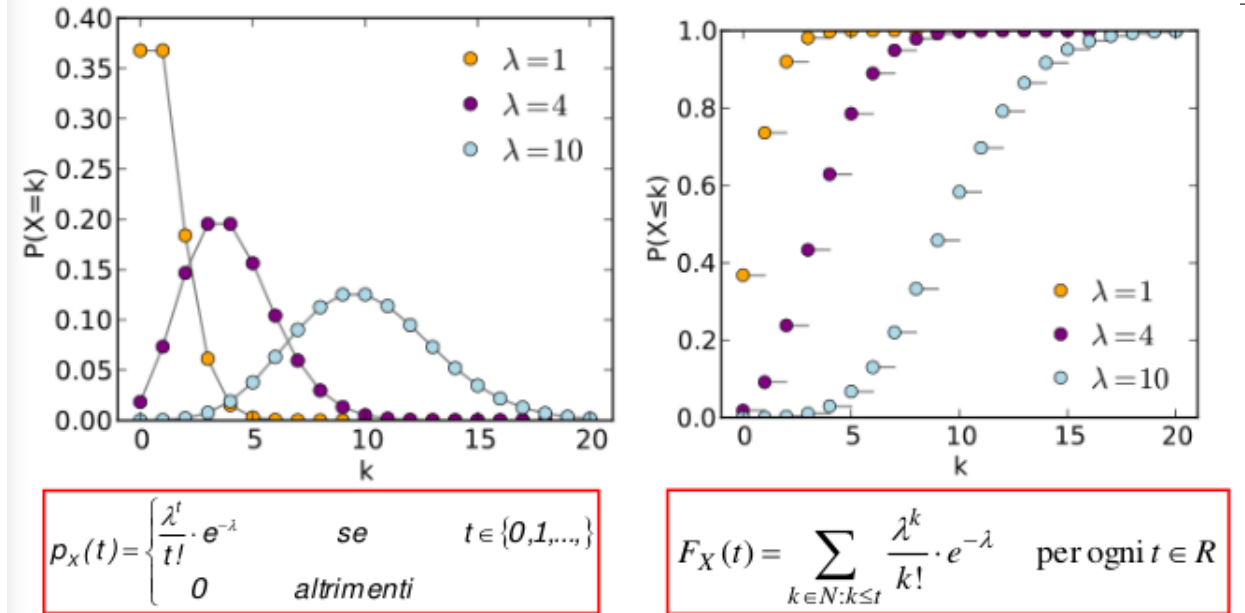 0.40
0.35
0.30
0.25
0.20
0.15
0.10
0.05
0.00
P(X=k)
λ=1
λ=4
λ=10
0 5 10 15 20
k
1.0
0.8
0.6
0.4
0.2
0.0
P(X≤k)
λ=1
λ=4
λ=10
0 5 10 15 20
k
p_X(t) = { λ^t / t! · e^{-λ} se t ∈ {0,1,...,}
0 altrimenti
F_X(t) = ∑_{k∈N:k≤t} λ^k / k! · e^{-λ} per ogni t ∈ R